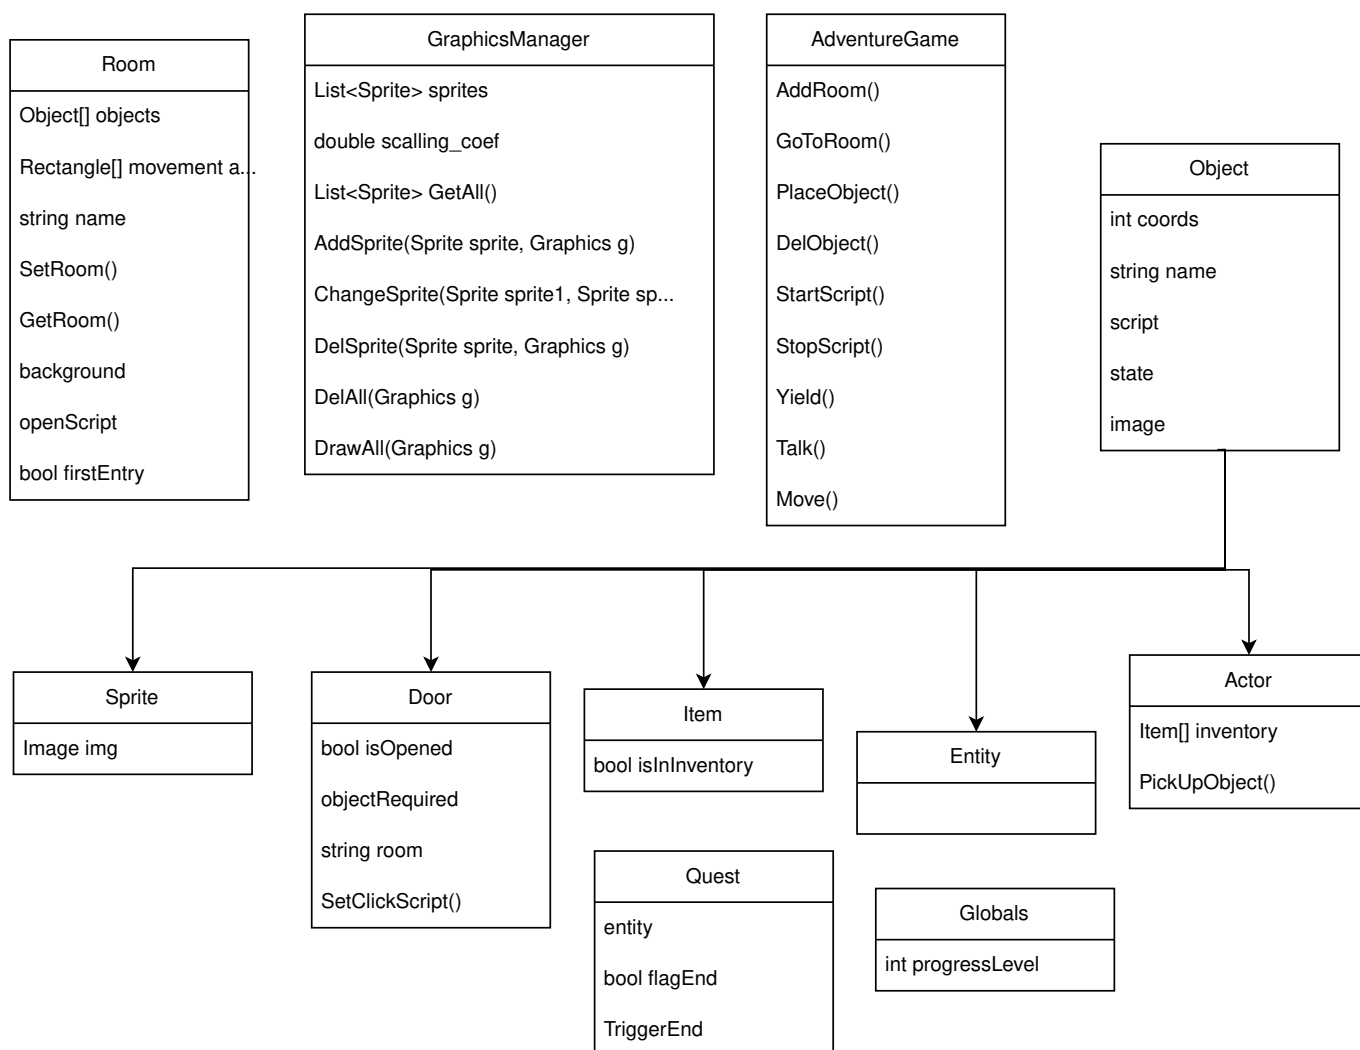 Room
Object[] objects
Rectangle[] movement a...
string name
SetRoom()
GetRoom()
background
openScript
bool firstEntry
GraphicsManager
List<Sprite> sprites
double scalling_coef
List<Sprite> GetAll()
AddSprite(Sprite sprite, Graphics g)
ChangeSprite(Sprite sprite1, Sprite sp...
DelSprite(Sprite sprite, Graphics g)
DelAll(Graphics g)
DrawAll(Graphics g)
AdventureGame
AddRoom()
GoToRoom()
PlaceObject()
DelObject()
StartScript()
StopScript()
Yield()
Talk()
Move()
Object
int coords
string name
script
state
image
Sprite
Image img
Door
bool isOpened
objectRequired
string room
SetClickScript()
Item
bool isInInventory
Entity
Actor
Item[] inventory
PickUpObject()
Quest
entity
bool flagEnd
TriggerEnd
Globals
int progressLevel